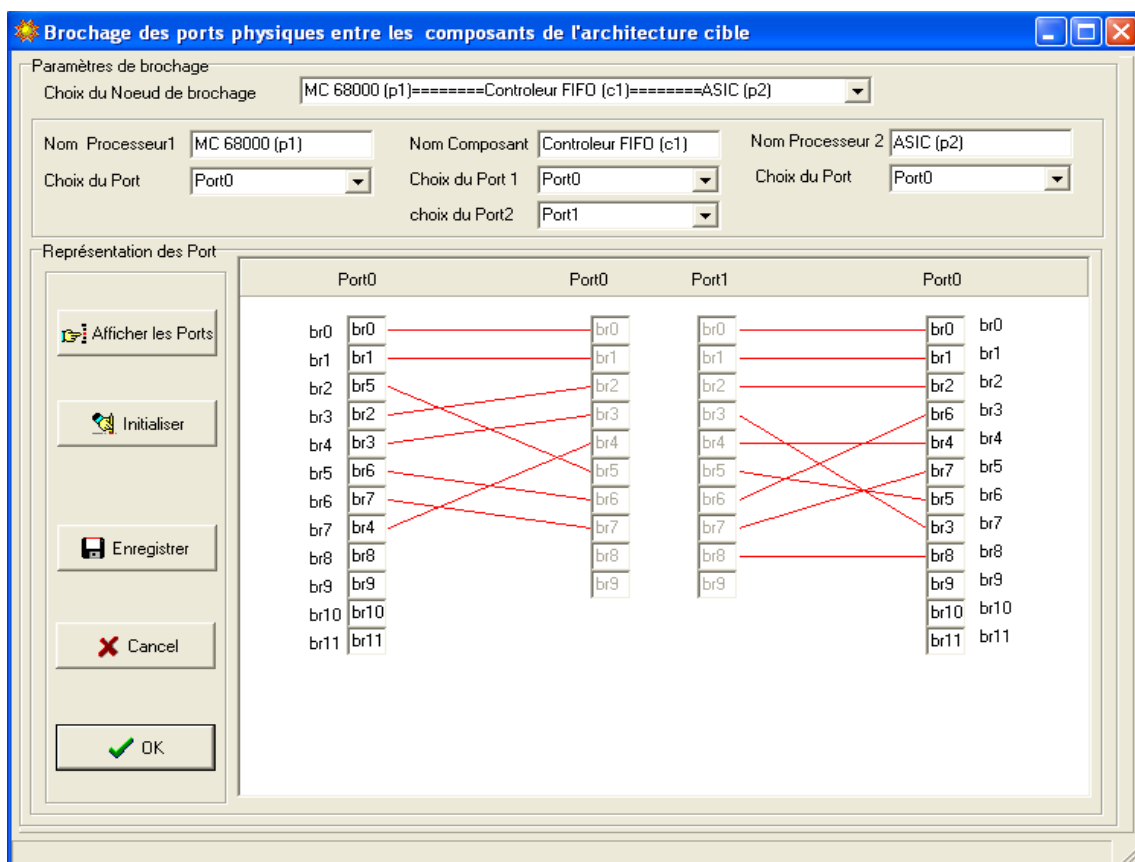 Brochage des ports physiques entre les composants de l'architecture cible
Paramètres de brochage
Choix du Noeud de brochage MC 68000 (p1)========Controleur FIFO (c1)========ASIC (p2)
Nom Processeur1 MC 68000 (p1) Nom Composant Controleur FIFO (c1) Nom Processeur 2 ASIC (p2)
Choix du Port Port0 Choix du Port 1 Port0 Choix du Port Port0
choix du Port2 Port1
Représentation des Port
Port0 Port0 Port1 Port0
Afficher les Ports
Initialiser
Enregistrer
Cancel
OK
br0 br0 br0 br0 br0 br0
br1 br1 br1 br1 br1 br1
br2 br5 br2 br2 br2 br2
br3 br2 br3 br3 br6 br3
br4 br3 br4 br4 br4 br4
br5 br6 br5 br5 br7 br5
br6 br7 br6 br6 br5 br6
br7 br4 br7 br7 br3 br7
br8 br8 br8 br8 br8 br8
br9 br9 br9 br9 br9 br9
br10 br10 br10 br10
br11 br11 br11 br11